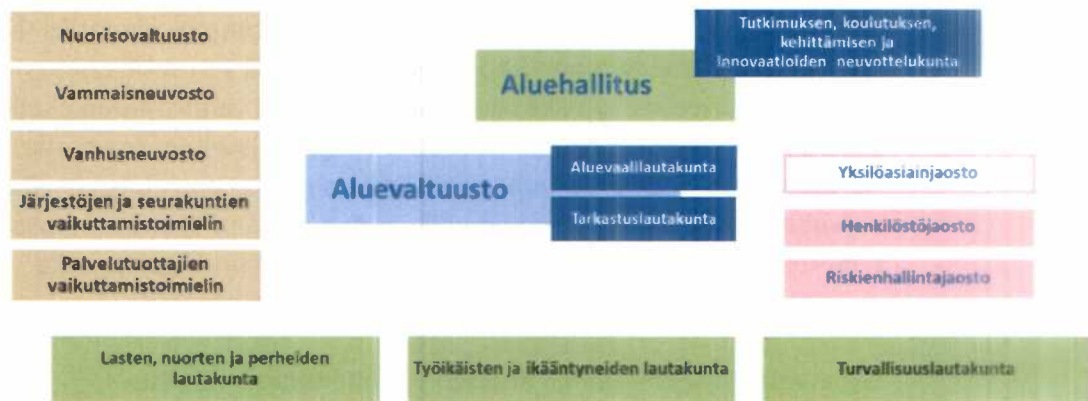 Nuorisovaltuusto
Vammaisneuvosto
Vanhusneuvosto
Järjestöjen ja seurakuntien
vaikuttamistoimielin
Palvelutuottajien
vaikuttamistoimielin
Tutkimuksen, koulutuksen,
kehittämisen ja
innovaatioiden neuvottelukunta
Aluehallitus
Aluevaltuusto
Aluevaalilautakunta
Tarkastuslautakunta
Yksilöasiainjaosto
Henkilöstöjaosto
Riskienhallintajaosto
Lasten, nuorten ja perheiden
lautakunta
Työikäisten ja ikääntyneiden lautakunta
Turvallisuuslautakunta